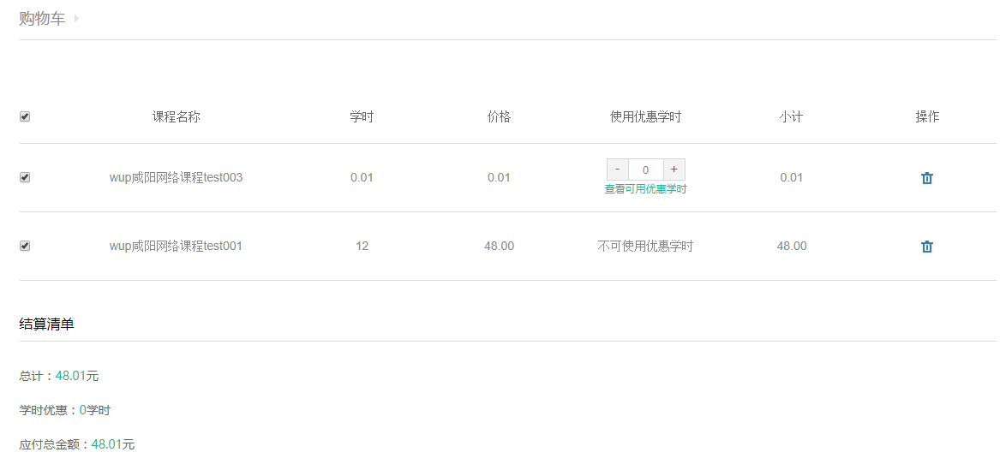 购物车
课程名称 学时 价格 使用优惠学时 小计 操作
wup咸阳网络课程test003 0.01 0.01 - 0 + 0.01
查看可用优惠学时
wup咸阳网络课程test001 12 48.00 不可使用优惠学时 48.00
结算清单
总计：48.01元
学时优惠：0学时
应付总金额：48.01元